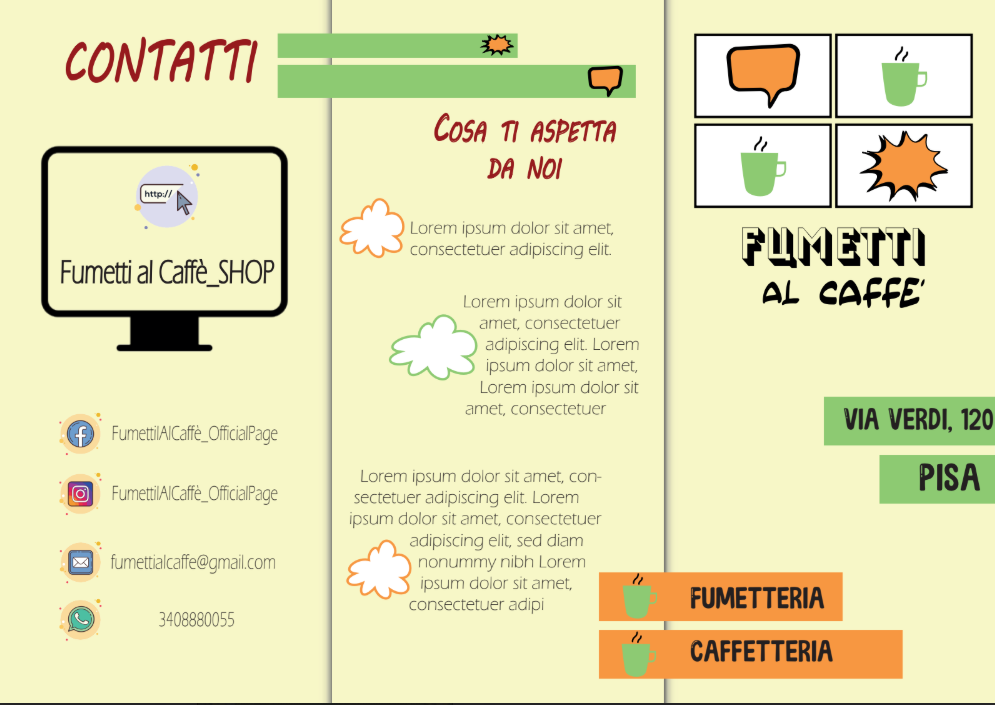 CONTATTI
http://
Fumetti al Caffè_SHOP
FumettilAlCaffè_OfficialPage
FumettilAlCaffè_OfficialPage
fumettialcaffe@gmail.com
3408880055
COSA TI ASPETTA
DA NOI
Lorem ipsum dolor sit amet,
consectetuer adipiscing elit.
Lorem ipsum dolor sit
amet, consectetuer
adipiscing elit. Lorem
ipsum dolor sit amet,
Lorem ipsum dolor sit
amet, consectetuer
Lorem ipsum dolor sit amet, con-
sectetuer adipiscing elit. Lorem
ipsum dolor sit amet, consectetuer
adipiscing elit, sed diam
nonummy nibh Lorem
ipsum dolor sit amet,
consectetuer adipi
FUMETTI
AL CAFFE'
VIA VERDI, 120
PISA
FUMETTERIA
CAFFETTERIA